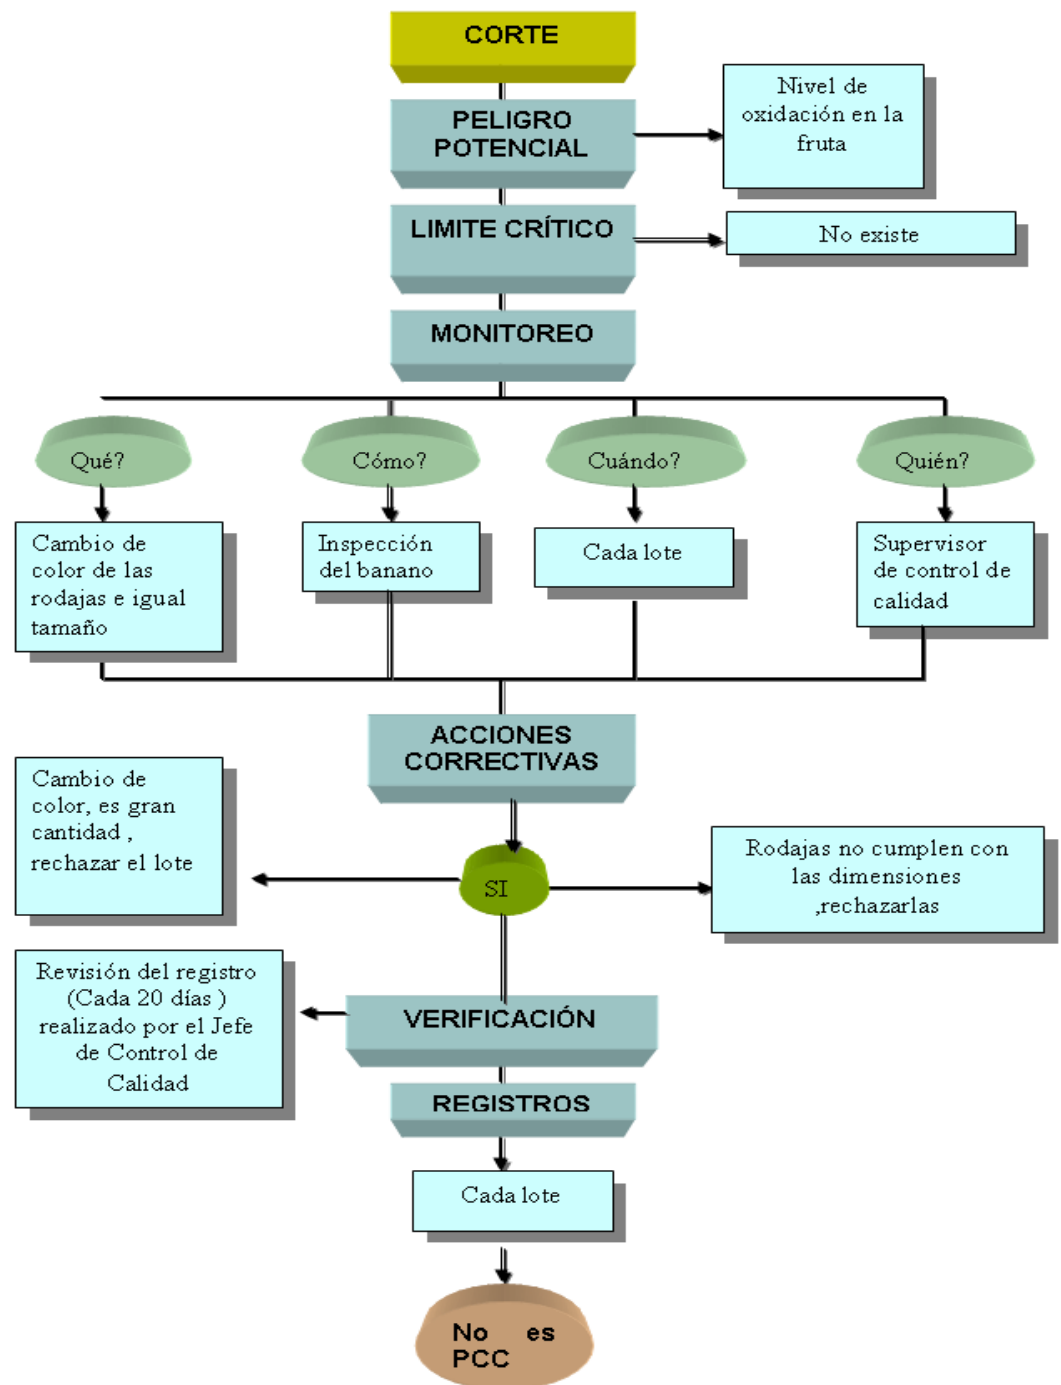 CORTE
PELIGRO
POTENCIAL
Nivel de
oxidación en la
fruta
LIMITE CRÍTICO
No existe
MONITOREO
Qué?
Cómo?
Cuándo?
Quién?
Cambio de
color de las
rodajas e igual
tamaño
Inspección
del banano
Cada lote
Supervisor
de control de
calidad
ACCIONES
CORRECTIVAS
Cambio de
color, es gran
cantidad ,
rechazar el lote
SI
Rodajas no cumplen con
las dimensiones
,rechazarlas
Revisión del registro
(Cada 20 días )
realizado por el Jefe
de Control de
Calidad
VERIFICACIÓN
REGISTROS
Cada lote
No es
PCC